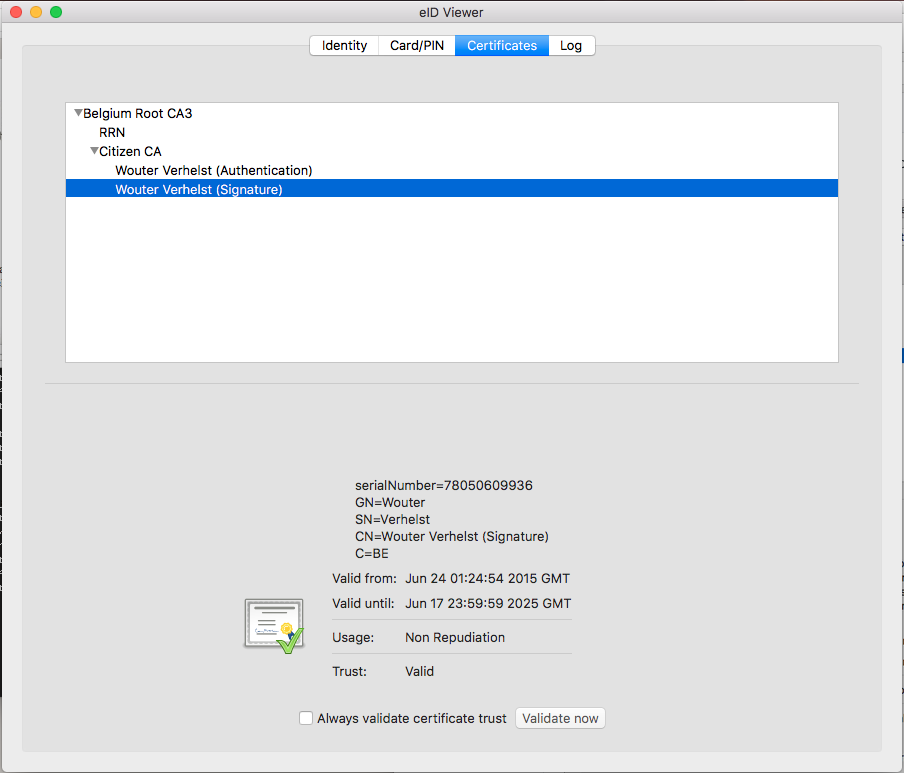 eID Viewer
Identity Card/PIN Certificates Log
Belgium Root CA3
RRN
Citizen CA
Wouter Verhelst (Authentication)
Wouter Verhelst (Signature)
serialNumber=78050609936
GN=Wouter
SN=Verhelst
CN=Wouter Verhelst (Signature)
C=BE
Valid from: Jun 24 01:24:54 2015 GMT
Valid until: Jun 17 23:59:59 2025 GMT
Usage: Non Repudiation
Trust: Valid
Always validate certificate trust Validate now